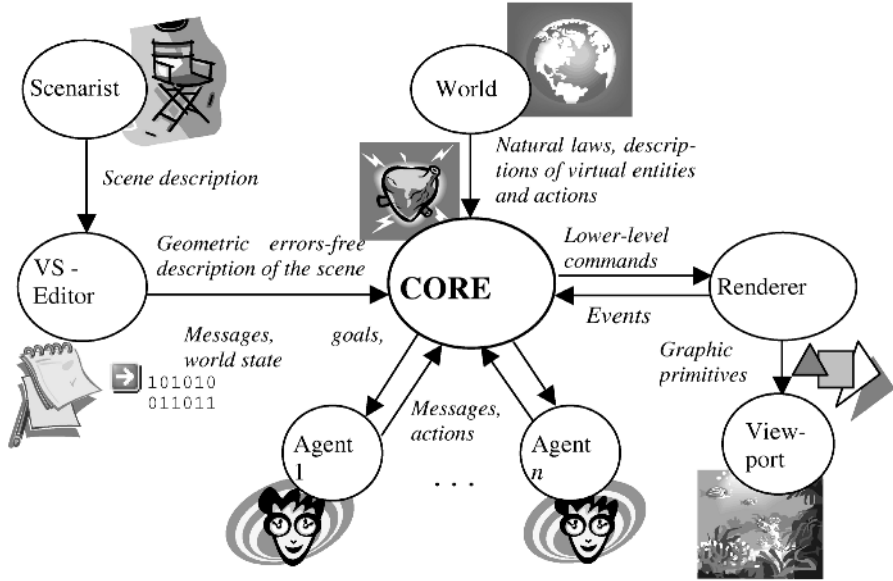 Scenarist
World
Natural laws, descrip-
tions of virtual entities
and actions
Scene description
VS -
Editor
Geometric errors-free
description of the scene
CORE
Lower-level
commands
Renderer
Events
Messages, goals,
world state
101010
011011
Graphic
primitives
Messages,
actions
Agent
1
. . .
Agent
n
View-
port